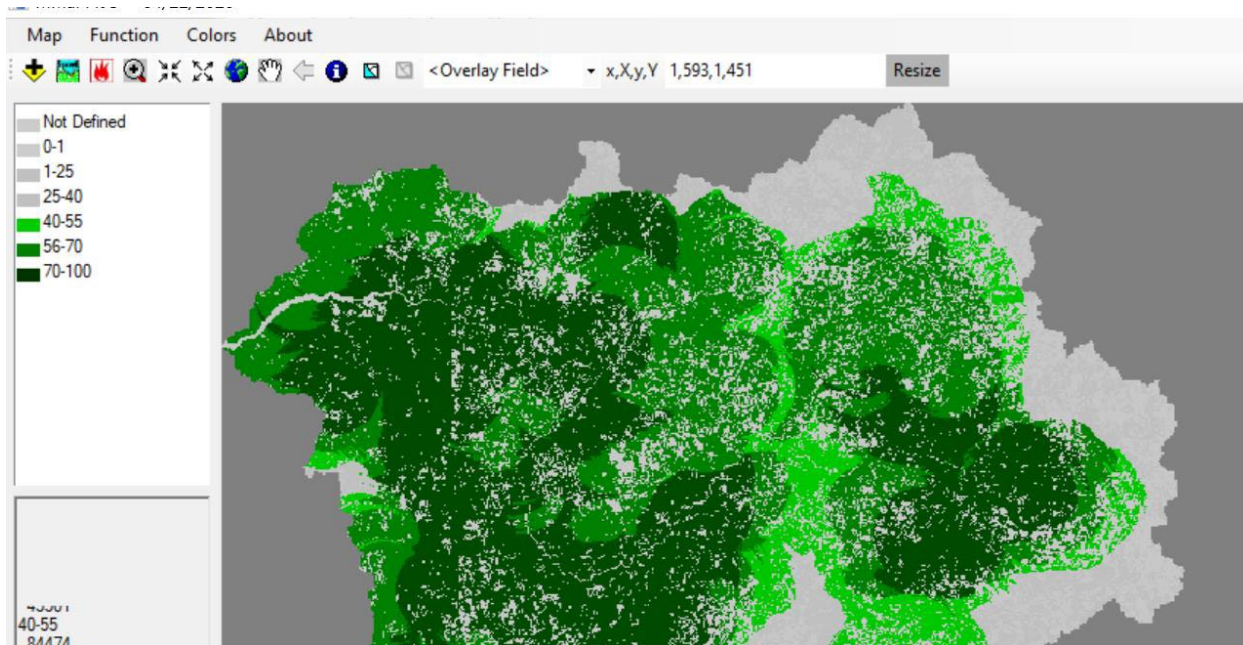 Map Function Colors About
<Overlay Field> x,X,y,Y 1,593,1,451 Resize
Not Defined
0-1
1-25
25-40
40-55
56-70
70-100
40-55
84474